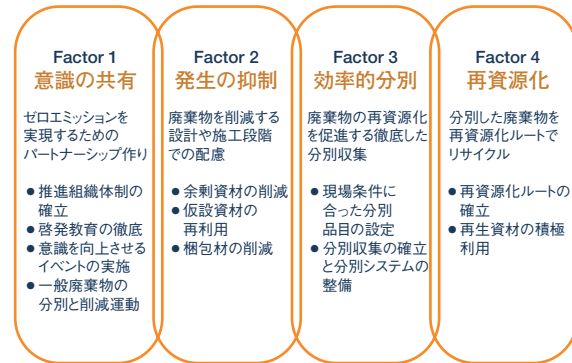 Factor 1
意識の共有
ゼロエミッションを
実現するための
パートナーシップ作り
● 推進組織体制の
確立
● 啓発教育の徹底
● 意識を向上させる
イベントの実施
● 一般廃棄物の
分別と削減運動
Factor 2
発生の抑制
廃棄物を削減する
設計や施工段階
での配慮
● 余剰資材の削減
● 仮設資材の
再利用
● 梱包材の削減
Factor 3
効率的分別
廃棄物の再資源化
を促進する徹底した
分別収集
● 現場条件に
合った分別
品目の設定
● 分別収集の確立
と分別システムの
整備
Factor 4
再資源化
分別した廃棄物を
再資源化ルートで
リサイクル
● 再資源化ルートの
確立
● 再生資材の積極
利用